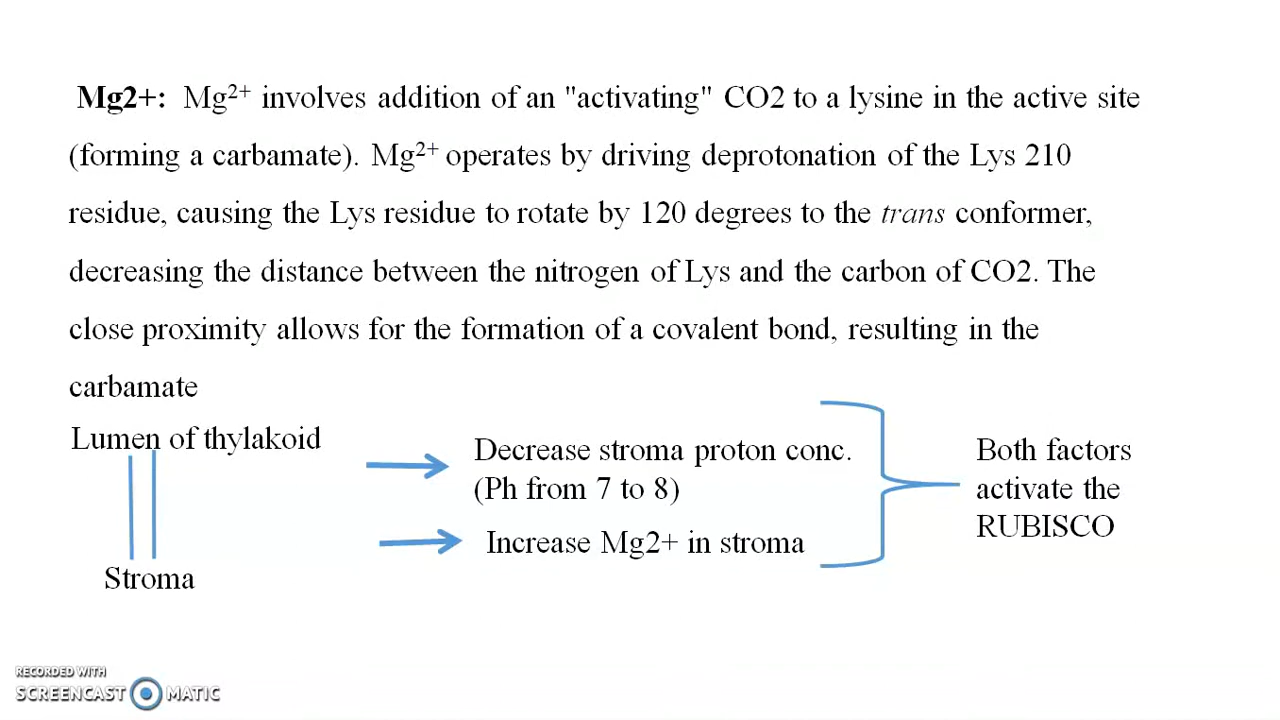 Mg2+: Mg²⁺ involves addition of an "activating" CO2 to a lysine in the active site
(forming a carbamate). Mg²⁺ operates by driving deprotonation of the Lys 210
residue, causing the Lys residue to rotate by 120 degrees to the trans conformer,
decreasing the distance between the nitrogen of Lys and the carbon of CO2. The
close proximity allows for the formation of a covalent bond, resulting in the
carbamate
Lumen of thylakoid
Stroma
Decrease stroma proton conc.
(Ph from 7 to 8)
Increase Mg2+ in stroma
Both factors
activate the
RUBISCO
RECORDED WITH
SCREENCAST MATIC